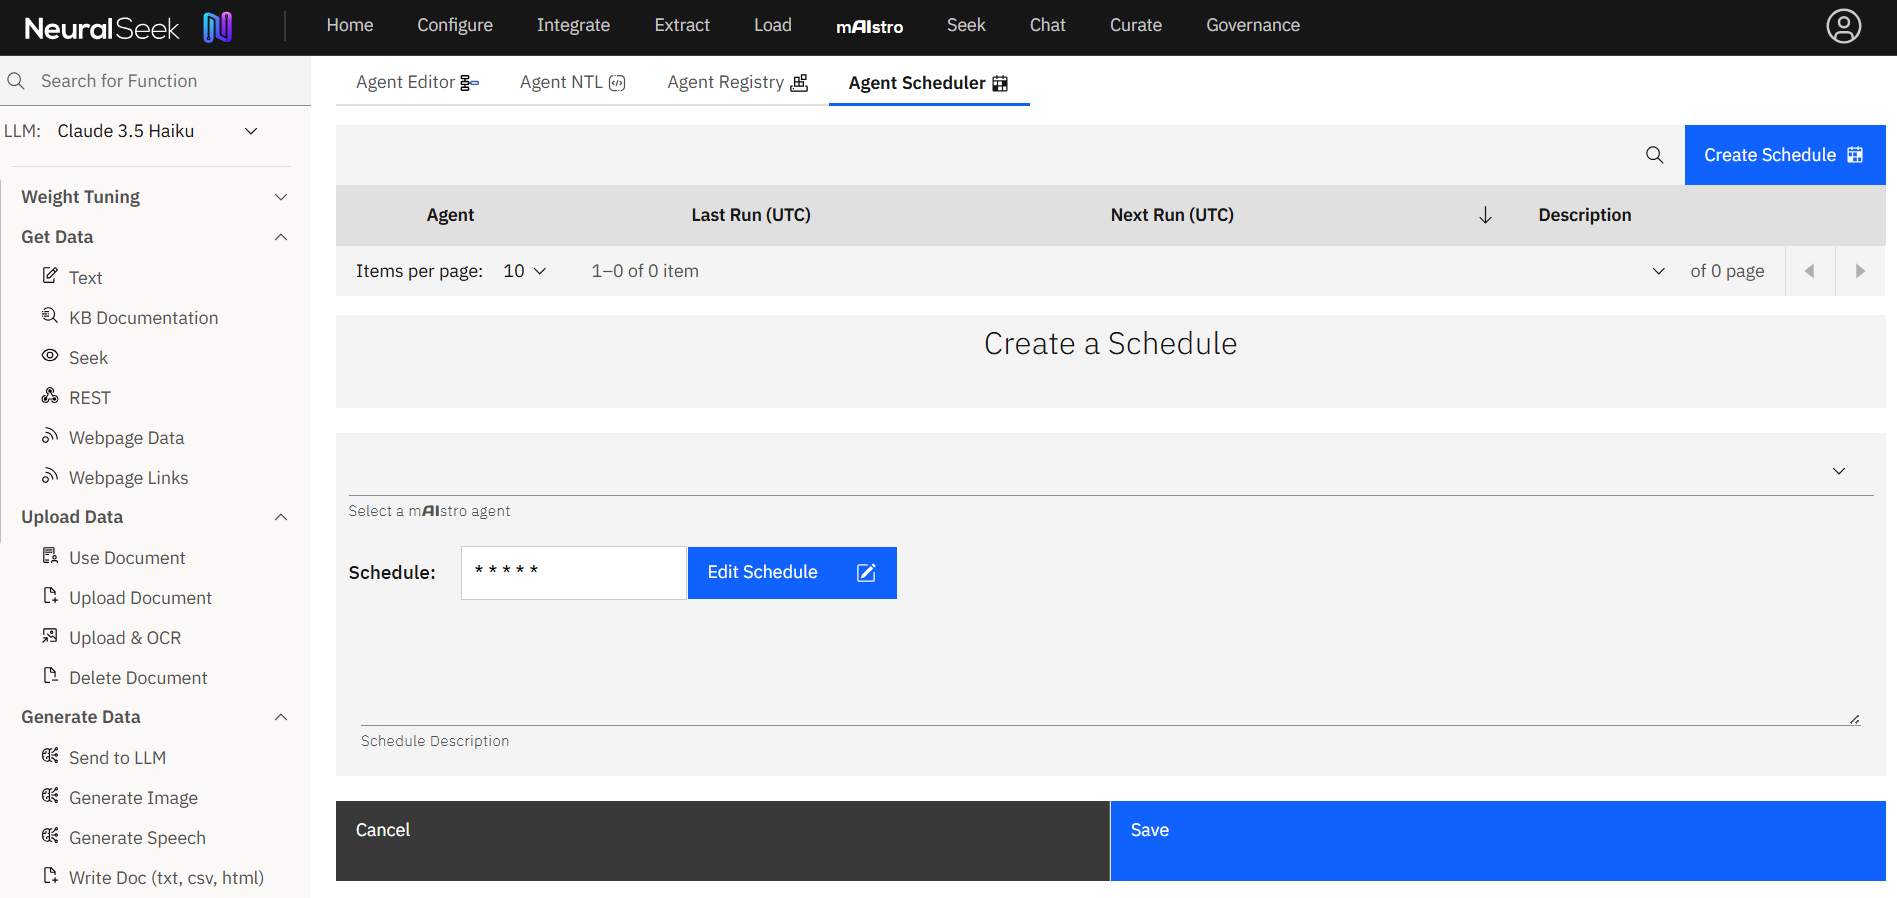 NeuralSeek
Home Configure Integrate Extract Load mAIstro Seek Chat Curate Governance
Search for Function
LLM: Claude 3.5 Haiku
Weight Tuning
Get Data
Text
KB Documentation
Seek
REST
Webpage Data
Webpage Links
Upload Data
Use Document
Upload Document
Upload & OCR
Delete Document
Generate Data
Send to LLM
Generate Image
Generate Speech
Write Doc (txt, csv, html)
Agent Editor Agent NTL Agent Registry Agent Scheduler
Create Schedule
Agent Last Run (UTC) Next Run (UTC) Description
Items per page: 10 1–0 of 0 item of 0 page
Create a Schedule
Select a mAIstro agent
Schedule: * * * * * Edit Schedule
Schedule Description
Cancel Save